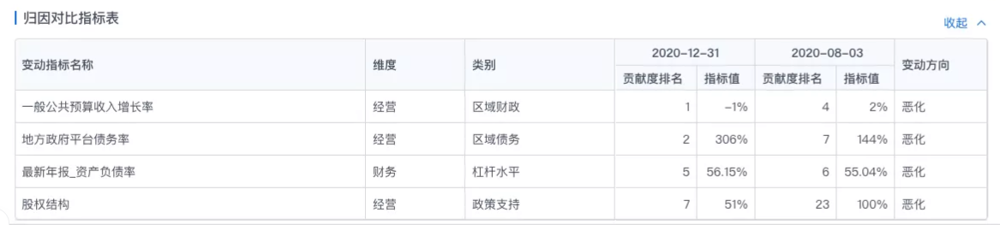 归因对比指标表
收起
变动指标名称 维度 类别 2020-12-31 2020-08-03 变动方向
贡献度排名 指标值 贡献度排名 指标值
一般公共预算收入增长率 经营 区域财政 1 -1% 4 2% 恶化
地方政府平台债务率 经营 区域债务 2 306% 7 144% 恶化
最新年报_资产负债率 财务 杠杆水平 5 56.15% 6 55.04% 恶化
股权结构 经营 政策支持 7 51% 23 100% 恶化